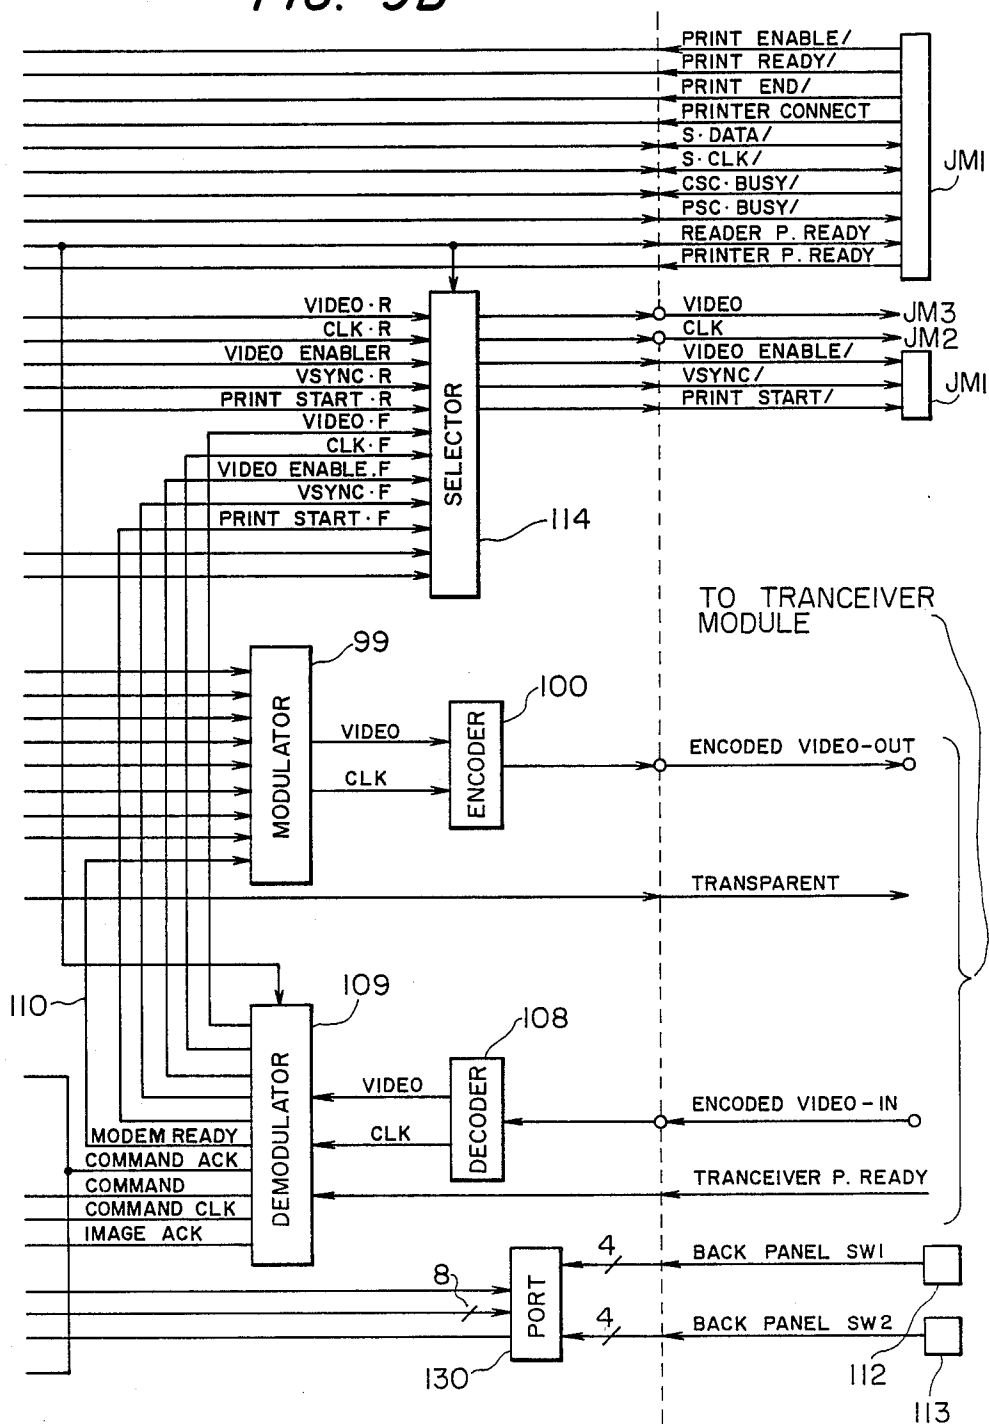 FIG. 9B
PRINT ENABLE/
PRINT READY/
PRINT END/
PRINTER CONNECT
S·DATA/
S·CLK/
CSC·BUSY/
PSC·BUSY/
READER P. READY
PRINTER P. READY
JM1
VIDEO·R
CLK·R
VIDEO ENABLER
VSYNC·R
PRINT START·R
VIDEO·F
CLK·F
VIDEO ENABLE.F
VSYNC·F
PRINT START·F
SELECTOR
114
VIDEO
CLK
VIDEO ENABLE/
VSYNC/
PRINT START/
JM3
JM2
JM1
TO TRANCEIVER
MODULE
99
MODULATOR
VIDEO
CLK
100
ENCODER
ENCODED VIDEO-OUT
TRANSPARENT
110
109
DEMODULATOR
108
DECODER
VIDEO
CLK
ENCODED VIDEO-IN
MODEM READY
COMMAND ACK
COMMAND
COMMAND CLK
IMAGE ACK
TRANCEIVER P. READY
8
4
4
PORT
130
BACK PANEL SW1
BACK PANEL SW2
112
113